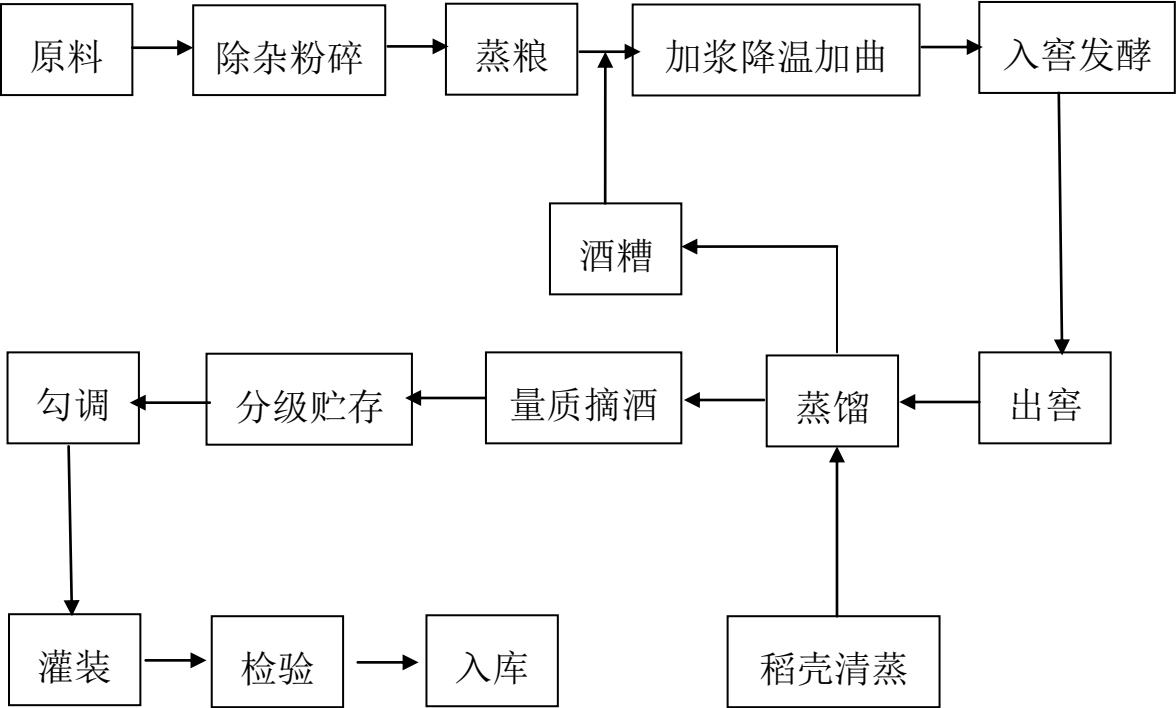 原料
除杂粉碎
蒸粮
加浆降温加曲
入窖发酵
酒糟
勾调
分级贮存
量质摘酒
蒸馏
出窖
灌装
检验
入库
稻壳清蒸